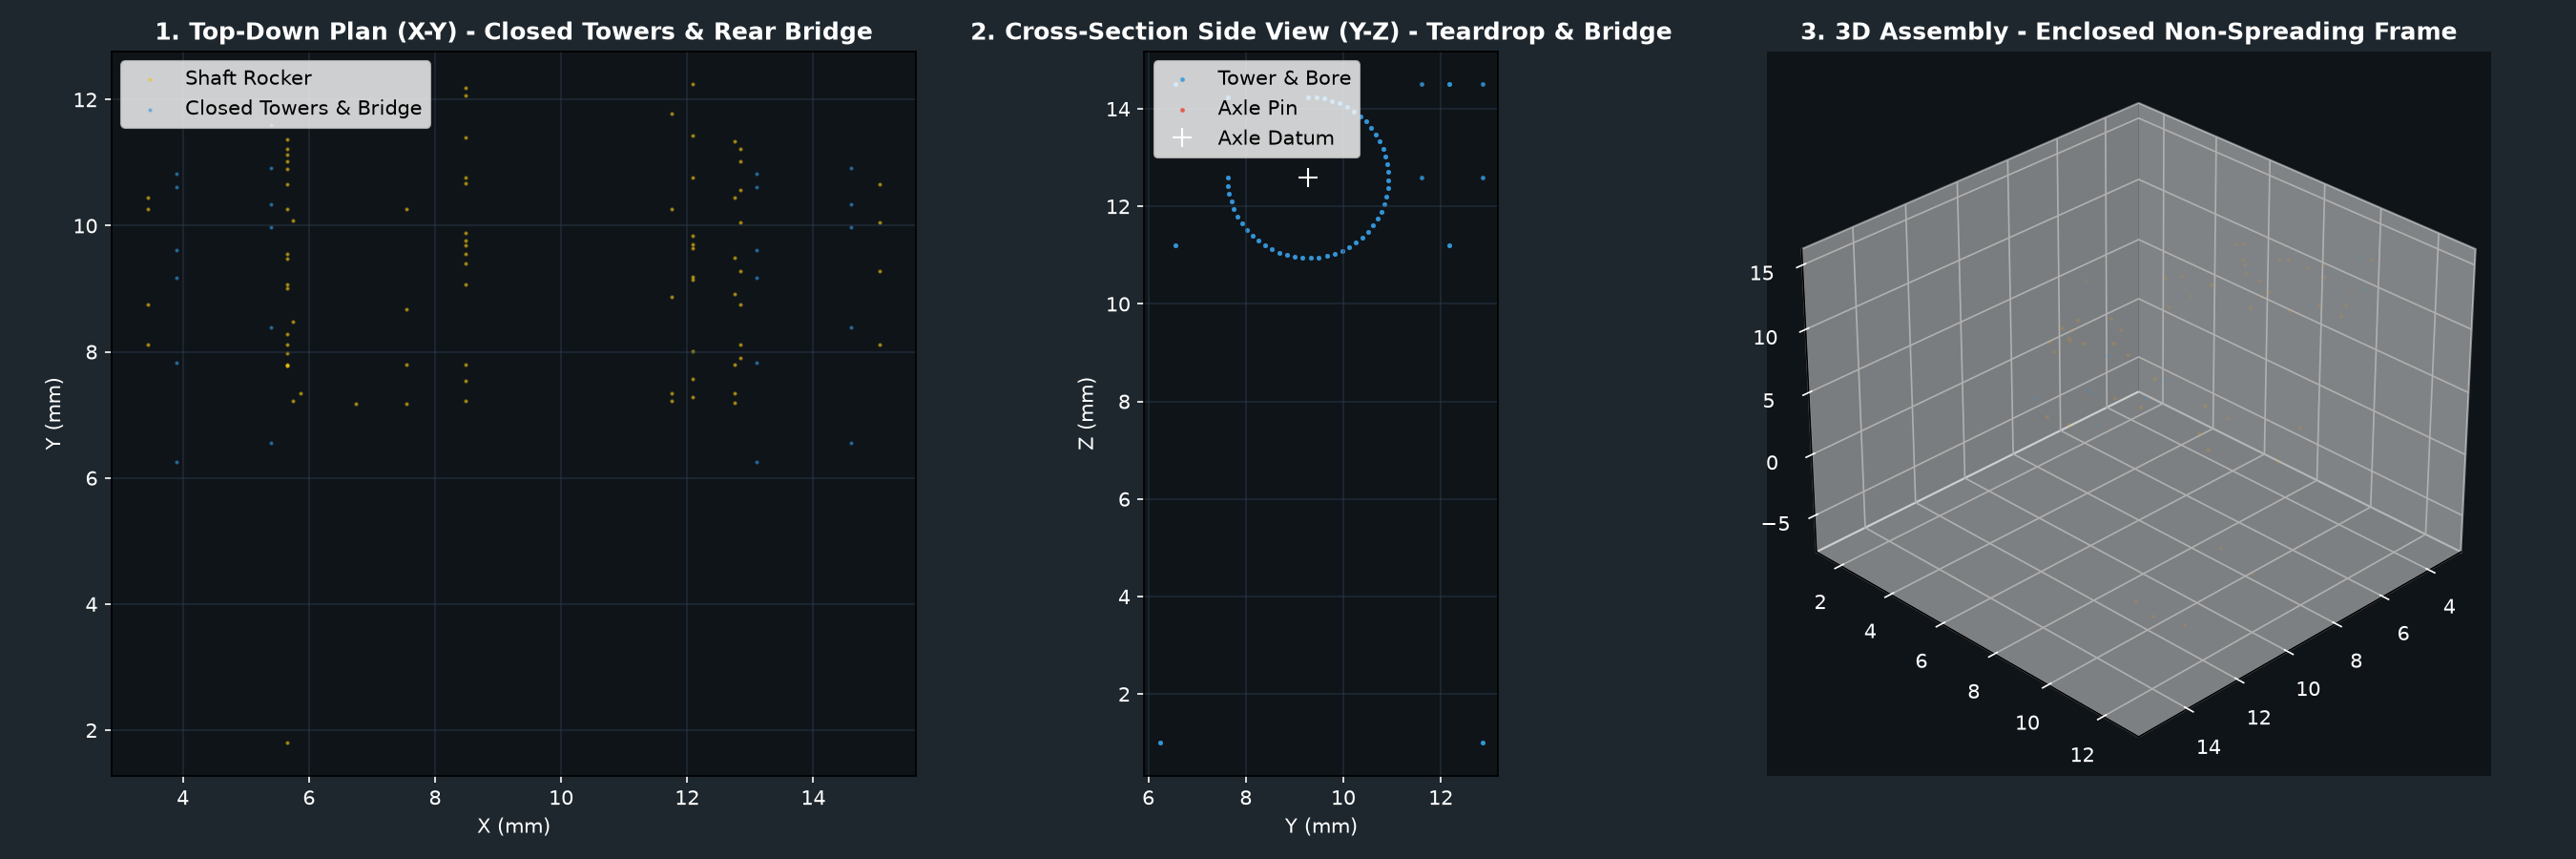 1. Top-Down Plan (X-Y) - Closed Towers & Rear Bridge
Shaft Rocker
Closed Towers & Bridge
12
10
8
6
4
2
Y (mm)
4 6 8 10 12 14
X (mm)
2. Cross-Section Side View (Y-Z) - Teardrop & Bridge
Tower & Bore
Axle Pin
Axle Datum
14
12
10
8
6
4
2
Z (mm)
6 8 10 12
Y (mm)
3. 3D Assembly - Enclosed Non-Spreading Frame
15
10
5
0
−5
2
4
6
8
10
12
14
12
10
8
6
4